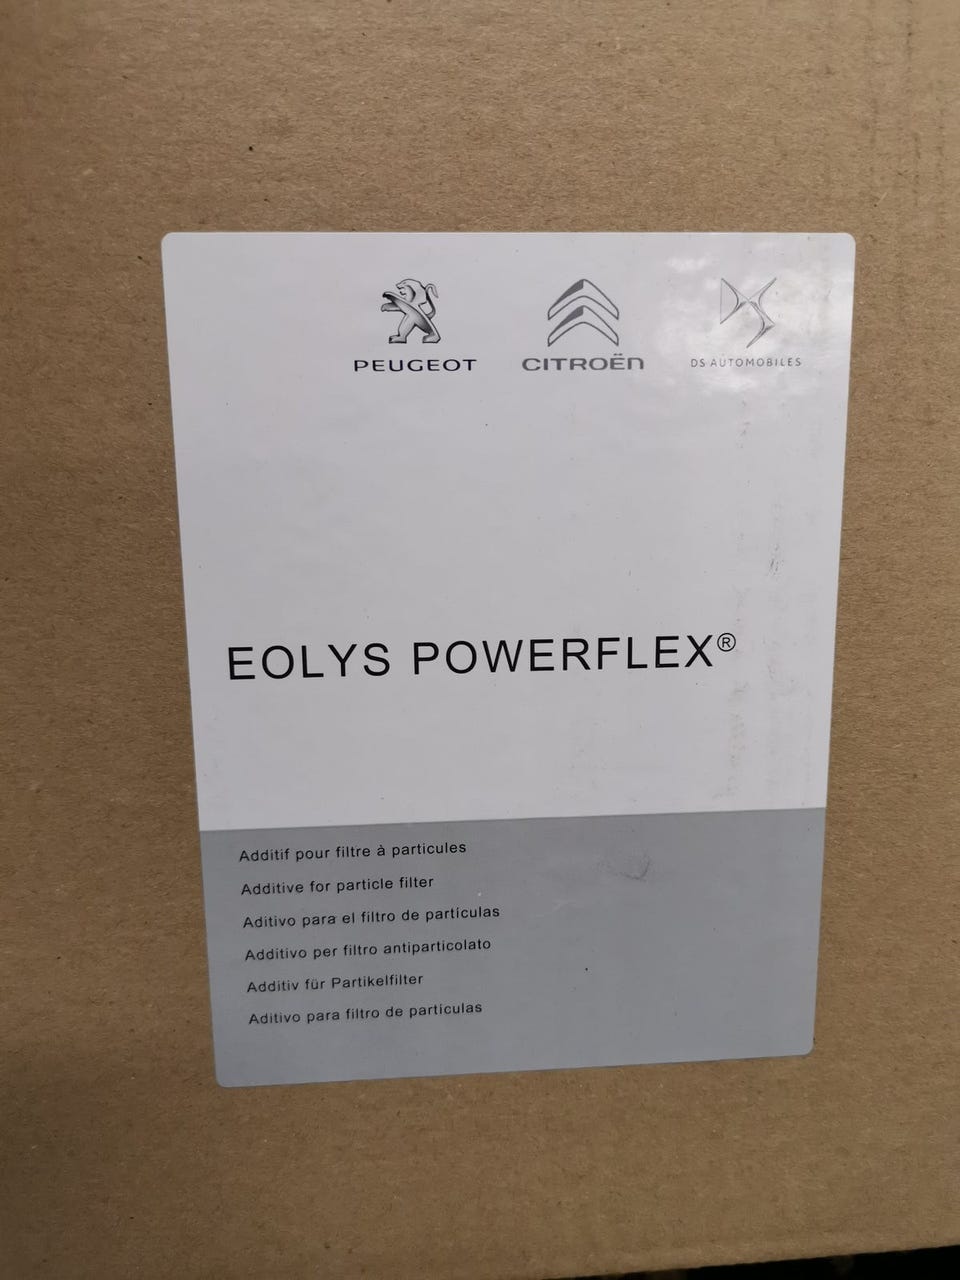 PEUGEOT CITROËN DS AUTOMOBILES
EOLYS POWERFLEX®
Additif pour filtre à particules
Additive for particle filter
Aditivo para el filtro de partículas
Additivo per filtro antiparticolato
Additiv für Partikelfilter
Aditivo para filtro de partículas